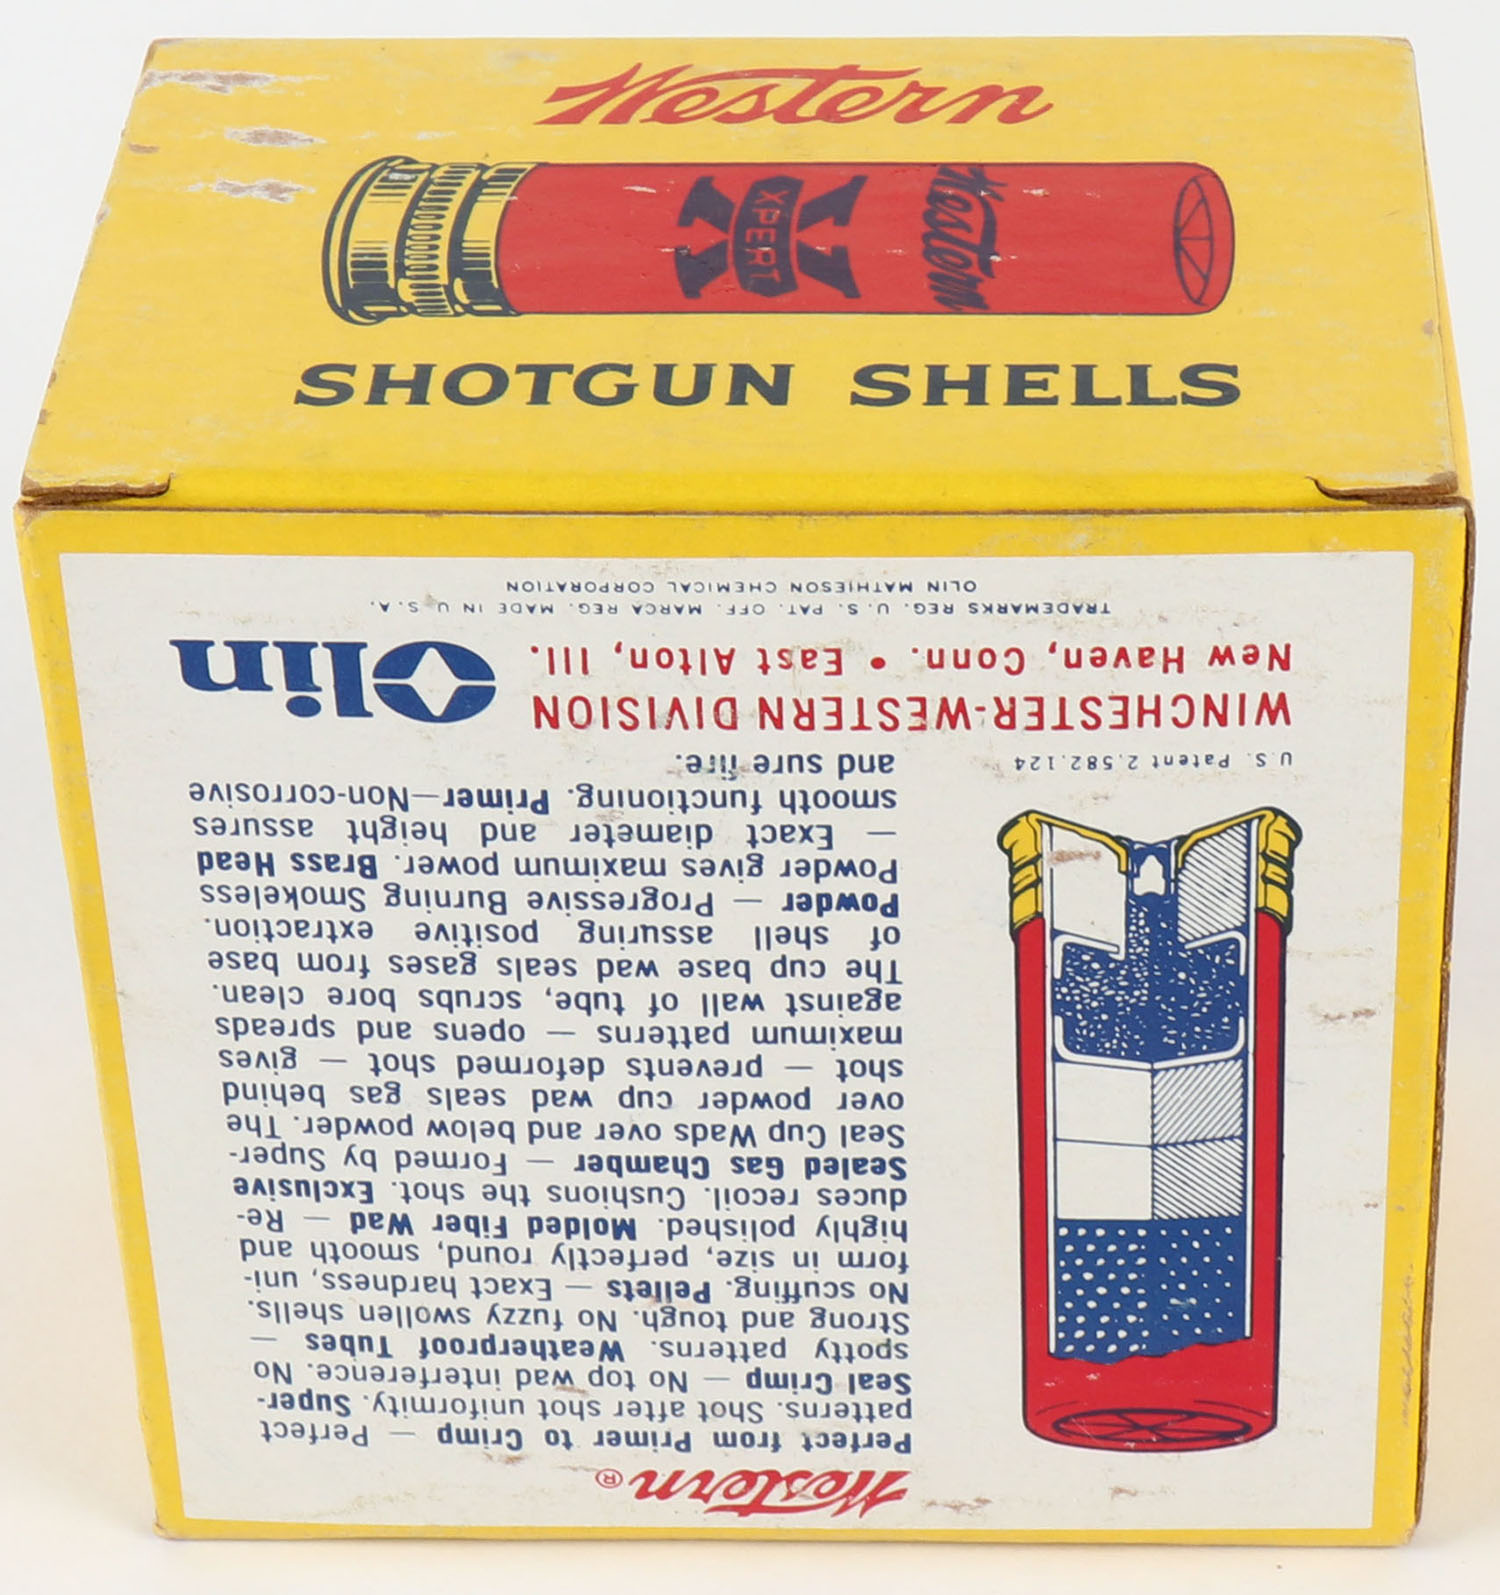 Western
XPERT
Western
SHOTGUN SHELLS
Western®
Perfect from Primer to Crimp — Perfect
patterns. Shot after shot uniformity. Super-
Seal Crimp — No top wad interference. No
spotty patterns. Weatherproof Tubes —
Strong and tough. No fuzzy swollen shells.
No scuffing. Pellets — Exact hardness, uni-
form in size, perfectly round, smooth and
highly polished. Molded Fiber Wad — Re-
duces recoil. Cushions the shot. Exclusive
Sealed Gas Chamber — Formed by Super-
Seal Cup Wads over and below powder. The
over powder cup wad seals gas behind
shot — prevents deformed shot — gives
maximum patterns — opens and spreads
against wall of tube, scrubs bore clean.
The cup base wad seals gases from base
of shell assuring positive extraction.
Powder — Progressive Burning Smokeless
Powder gives maximum power. Brass Head
— Exact diameter and height assures
smooth functioning. Primer—Non-corrosive
and sure fire.
U.S. Patent 2,582,124
WINCHESTER-WESTERN DIVISION
New Haven, Conn. • East Alton, Ill.
Olin
TRADEMARKS REG. U.S. PAT. OFF. MARCA REG. MADE IN U.S.A.
OLIN MATHIESON CHEMICAL CORPORATION